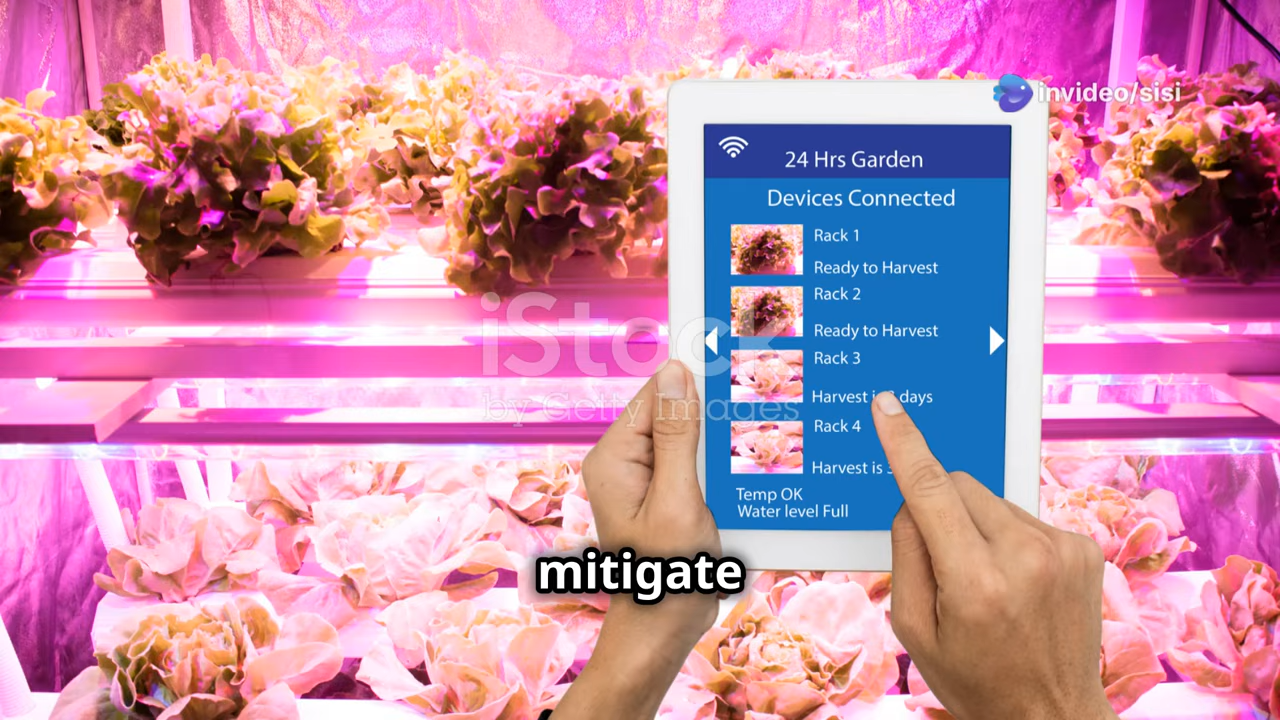 invideo/sisi
24 Hrs Garden
Devices Connected
Rack 1
Ready to Harvest
Rack 2
Ready to Harvest
Rack 3
Harvest days
Rack 4
Harvest is
Temp OK
Water level Full
iStock
by Getty Images
mitigate